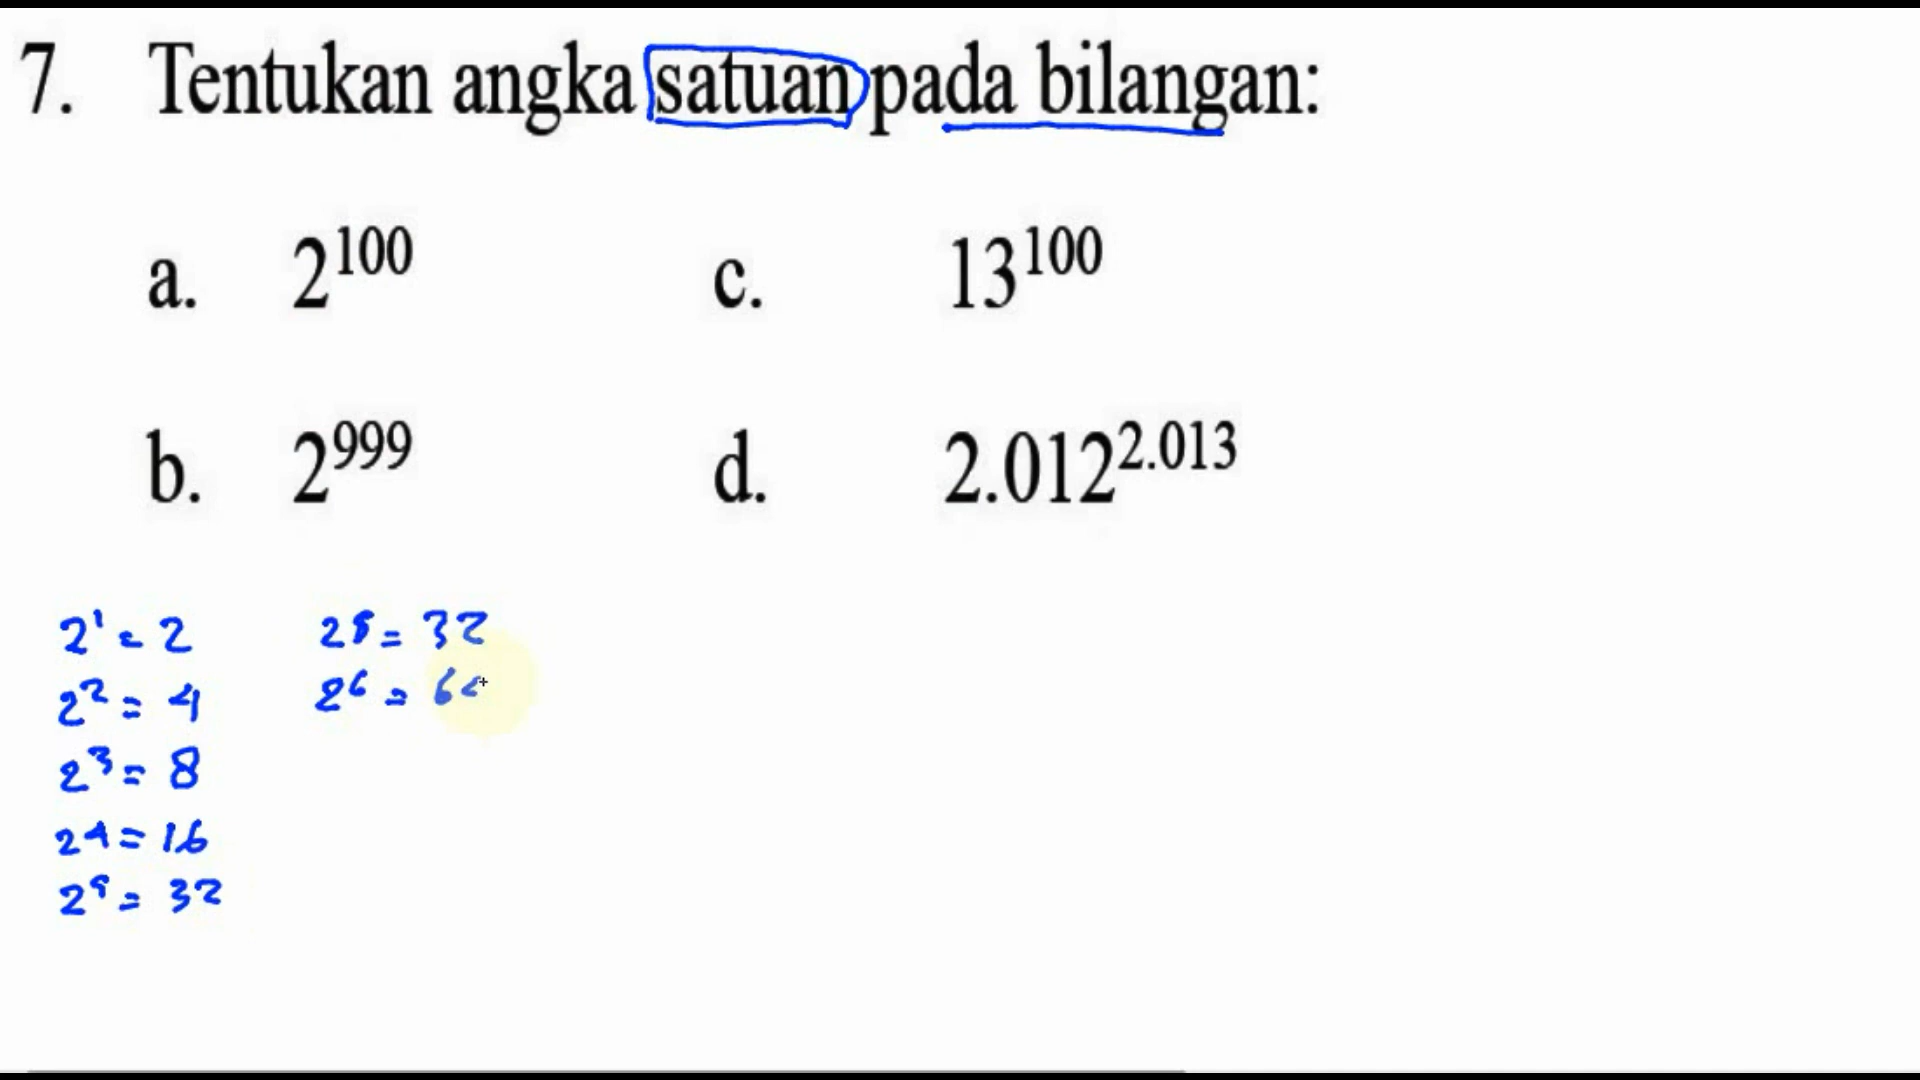 7. Tentukan angka satuan pada bilangan:
a. 2^100 c. 13^100
b. 2^999 d. 2.012^2.013
2^1 = 2 2^5 = 32
2^2 = 4 2^6 = 64
2^3 = 8
2^4 = 16
2^5 = 32